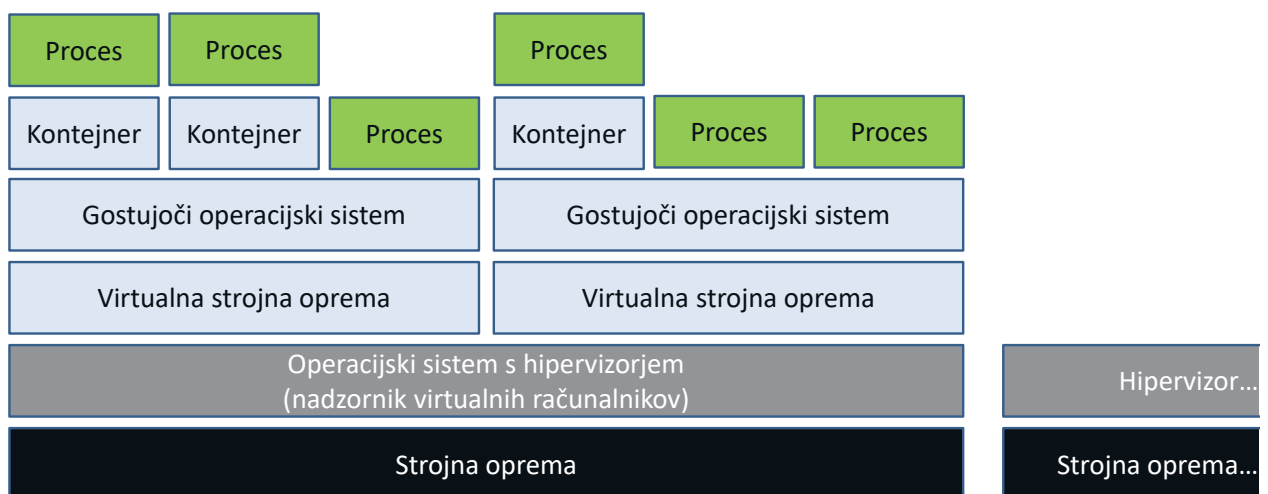 Proces Proces Proces
Kontejner Kontejner Proces Kontejner Proces Proces
Gostujoči operacijski sistem Gostujoči operacijski sistem
Virtualna strojna oprema Virtualna strojna oprema
Operacijski sistem s hipervizorjem
(nadzornik virtualnih računalnikov)
Hipervizor…
Strojna oprema Strojna oprema…